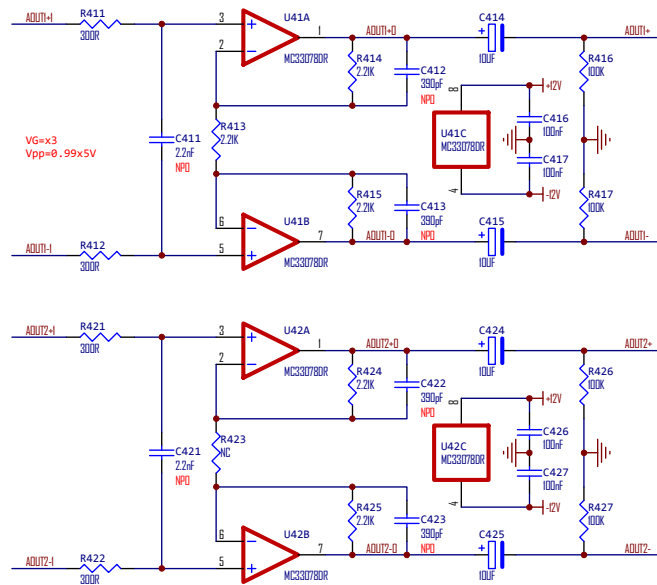 AOUT1+I
R411
300R
3
2
U41A
1
MC33078DR
AOUT1+O
R414
2.21K
C412
390pF
NPO
C414
+
10UF
AOUT1+
R416
100K
VG=x3
Vpp=0.99x5V
C411
2.2nF
NPO
R413
2.21K
8
+12V
U41C
MC33078DR
C416
100nF
C417
100nF
4
-12V
R415
2.21K
C413
390pF
NPO
R417
100K
AOUT1-I
R412
300R
6
5
U41B
7
MC33078DR
AOUT1-O
+
C415
10UF
AOUT1-
AOUT2+I
R421
300R
3
2
U42A
1
MC33078DR
AOUT2+O
R424
2.21K
C422
390pF
NPO
C424
+
10UF
AOUT2+
R426
100K
C421
2.2nF
NPO
R423
NC
8
+12V
U42C
MC33078DR
C426
100nF
C427
100nF
4
-12V
R425
2.21K
C423
390pF
NPO
R427
100K
AOUT2-I
R422
300R
6
5
U42B
7
MC33078DR
AOUT2-O
+
C425
10UF
AOUT2-